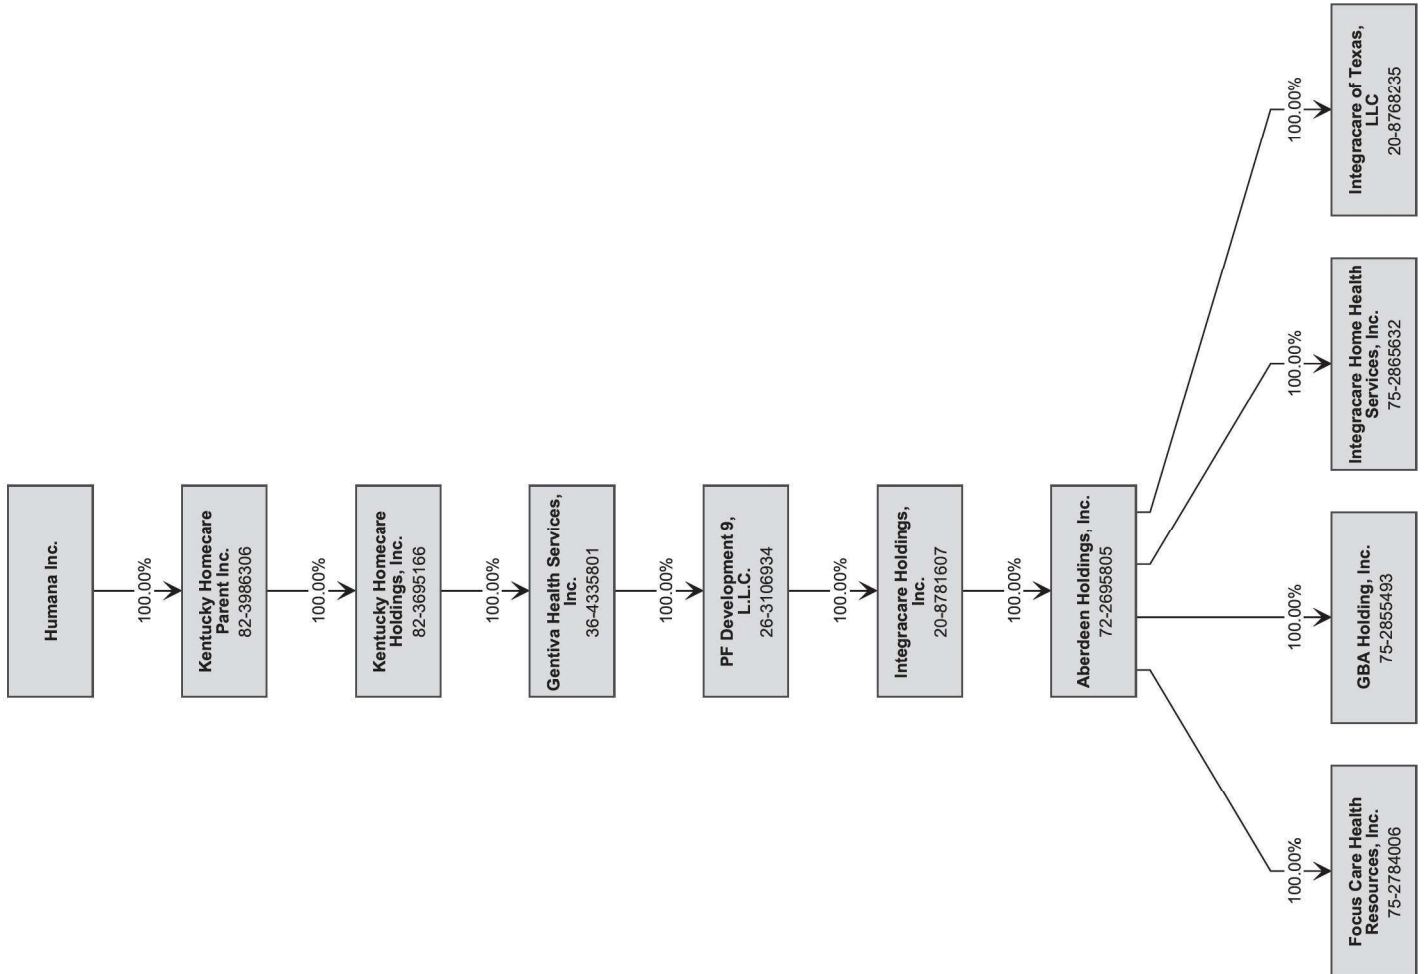 Humana Inc.
100.00%
Kentucky Homecare
Parent Inc.
82-3986306
100.00%
Kentucky Homecare
Holdings, Inc.
82-3695166
100.00%
Gentiva Health Services,
Inc.
36-4335801
100.00%
PF Development 9,
L.L.C.
26-3106934
100.00%
Integracare Holdings,
Inc.
20-8781607
100.00%
Aberdeen Holdings, Inc.
72-2695805
100.00%
100.00%
100.00%
100.00%
Focus Care Health
Resources, Inc.
75-2784006
GBA Holding, Inc.
75-2855493
Integracare Home Health
Services, Inc.
75-2865632
Integracare of Texas,
LLC
20-8768235